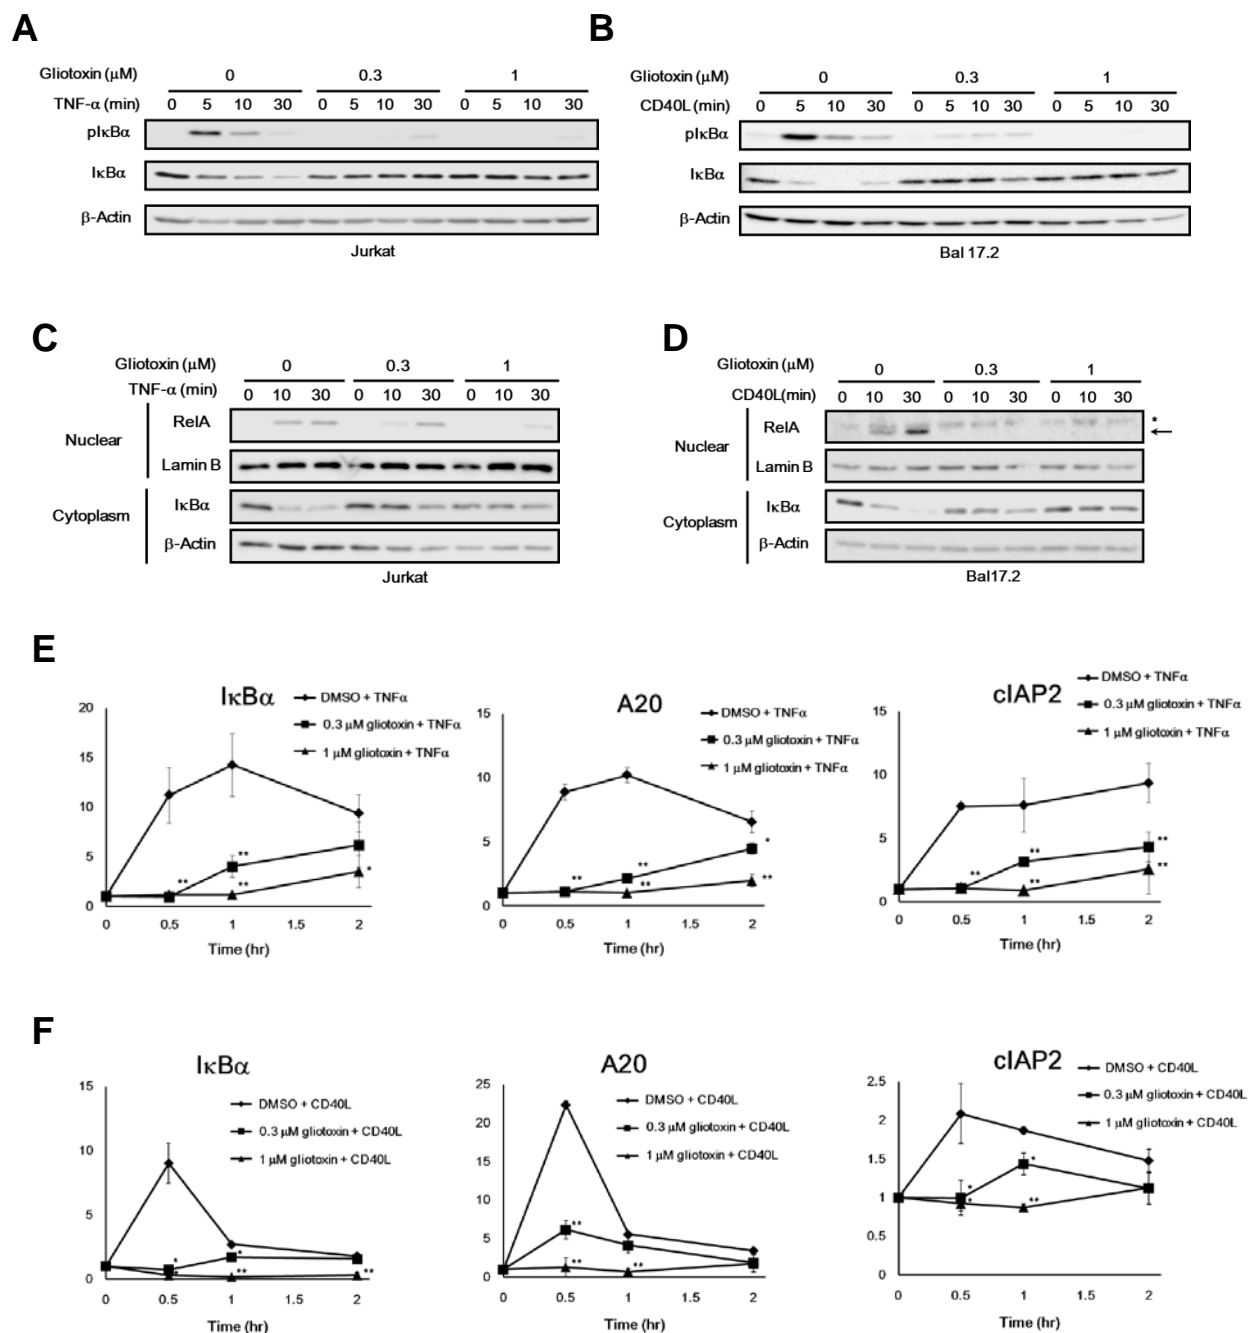 A
Gliotoxin (μM) 0 0.3 1
TNF-α (min) 0 5 10 30 0 5 10 30 0 5 10 30
pIκBα
IκBα
β-Actin
Jurkat
B
Gliotoxin (μM) 0 0.3 1
CD40L (min) 0 5 10 30 0 5 10 30 0 5 10 30
pIκBα
IκBα
β-Actin
Bal 17.2
C
Gliotoxin (μM) 0 0.3 1
TNF-α (min) 0 10 30 0 10 30 0 10 30
Nuclear
RelA
Lamin B
Cytoplasm
IκBα
β-Actin
Jurkat
D
Gliotoxin (μM) 0 0.3 1
CD40L(min) 0 10 30 0 10 30 0 10 30
Nuclear
RelA *
Lamin B
Cytoplasm
IκBα
β-Actin
Bal17.2
E
IκBα
DMSO + TNFα
0.3 μM gliotoxin + TNFα
1 μM gliotoxin + TNFα
20
15
10
5
0
** ** ** *
0 0.5 1 1.5 2
Time (hr)
A20
DMSO + TNFα
0.3 μM gliotoxin + TNFα
1 μM gliotoxin + TNFα
15
10
5
0
** ** ** * **
0 0.5 1 1.5 2
Time (hr)
cIAP2
DMSO + TNFα
0.3 μM gliotoxin + TNFα
1 μM gliotoxin + TNFα
15
10
5
0
** ** ** ** **
0 0.5 1 1.5 2
Time (hr)
F
IκBα
DMSO + CD40L
0.3 μM gliotoxin + CD40L
1 μM gliotoxin + CD40L
15
10
5
0
* * * ** **
0 0.5 1 1.5 2
Time (hr)
A20
DMSO + CD40L
0.3 μM gliotoxin + CD40L
1 μM gliotoxin + CD40L
25
20
15
10
5
0
** ** **
0 0.5 1 1.5 2
Time (hr)
cIAP2
DMSO + CD40L
0.3 μM gliotoxin + CD40L
1 μM gliotoxin + CD40L
2.5
2
1.5
1
0.5
0
* * * **
0 0.5 1 1.5 2
Time (hr)